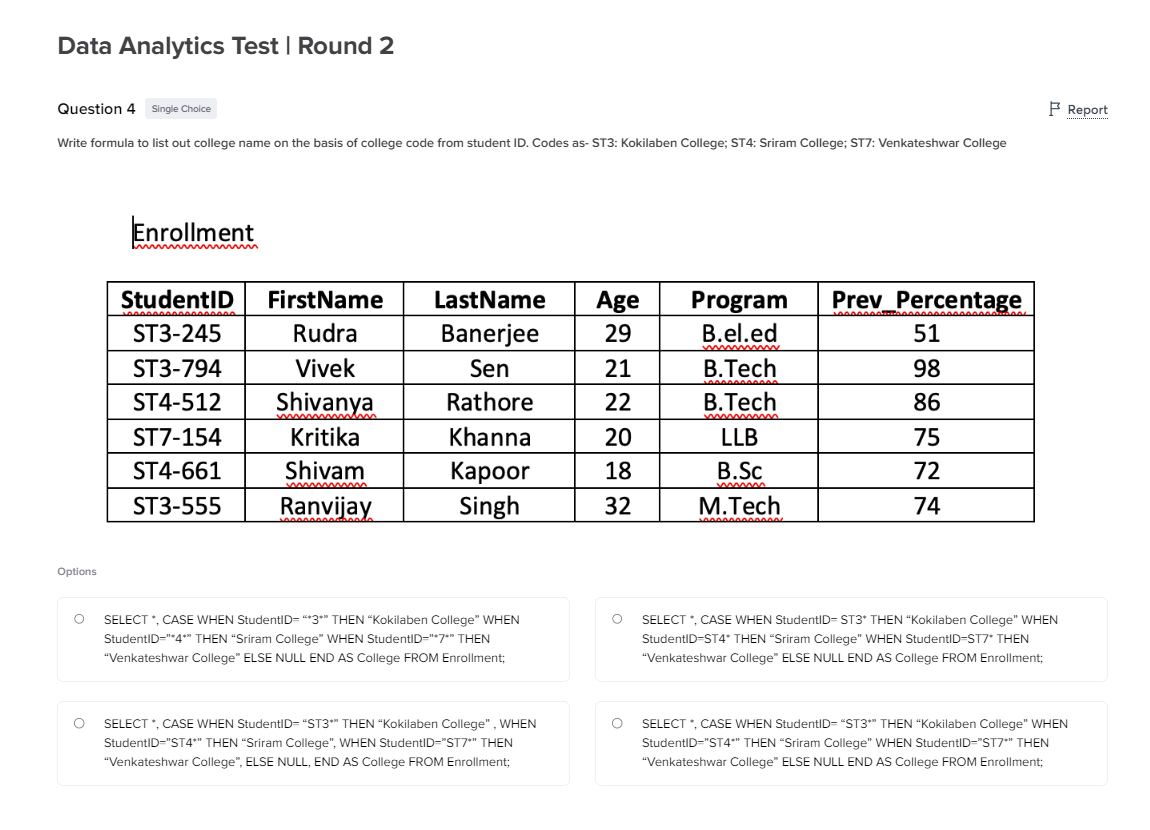 Data Analytics Test | Round 2
Question 4 Single Choice Report
Write formula to list out college name on the basis of college code from student ID. Codes as- ST3: Kokilaben College; ST4: Sriram College; ST7: Venkateshwar College
Enrollment
StudentID FirstName LastName Age Program Prev_Percentage
ST3-245 Rudra Banerjee 29 B.el.ed 51
ST3-794 Vivek Sen 21 B.Tech 98
ST4-512 Shivanya Rathore 22 B.Tech 86
ST7-154 Kritika Khanna 20 LLB 75
ST4-661 Shivam Kapoor 18 B.Sc 72
ST3-555 Ranvijay Singh 32 M.Tech 74
Options
SELECT *, CASE WHEN StudentID= “*3*” THEN “Kokilaben College” WHEN
StudentID=”*4*” THEN “Sriram College” WHEN StudentID=”*7*” THEN
“Venkateshwar College” ELSE NULL END AS College FROM Enrollment;
SELECT *, CASE WHEN StudentID= ST3* THEN “Kokilaben College” WHEN
StudentID=ST4* THEN “Sriram College” WHEN StudentID=ST7* THEN
“Venkateshwar College” ELSE NULL END AS College FROM Enrollment;
SELECT *, CASE WHEN StudentID= “ST3*” THEN “Kokilaben College” , WHEN
StudentID=”ST4*” THEN “Sriram College”, WHEN StudentID=”ST7*” THEN
“Venkateshwar College”, ELSE NULL, END AS College FROM Enrollment;
SELECT *, CASE WHEN StudentID= “ST3*” THEN “Kokilaben College” WHEN
StudentID=”ST4*” THEN “Sriram College” WHEN StudentID=”ST7*” THEN
“Venkateshwar College” ELSE NULL END AS College FROM Enrollment;